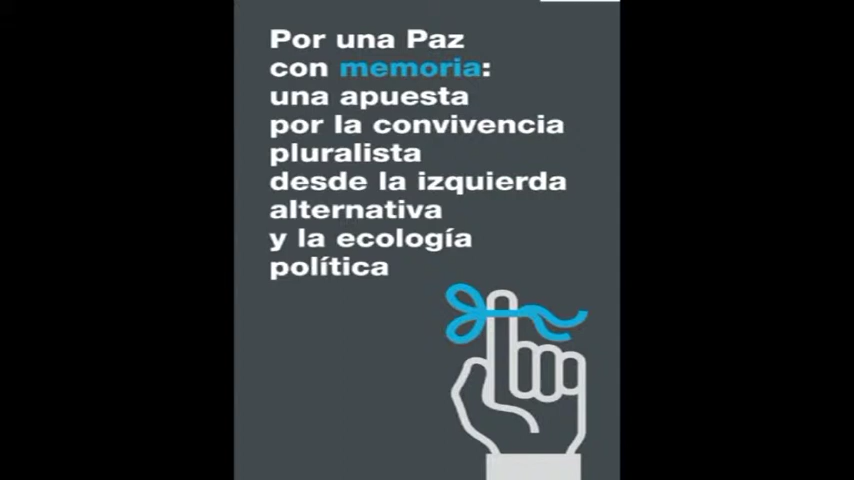 Por una Paz
con memoria:
una apuesta
por la convivencia
pluralista
desde la izquierda
alternativa
y la ecología
política